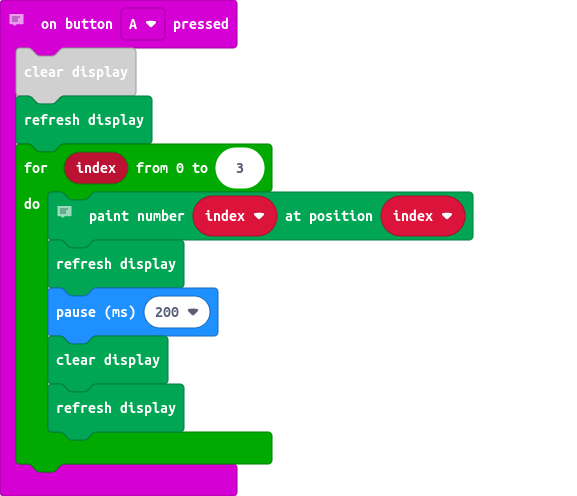 on button A pressed
clear display
refresh display
for index from 0 to 3
do paint number index at position index
refresh display
pause (ms) 200
clear display
refresh display